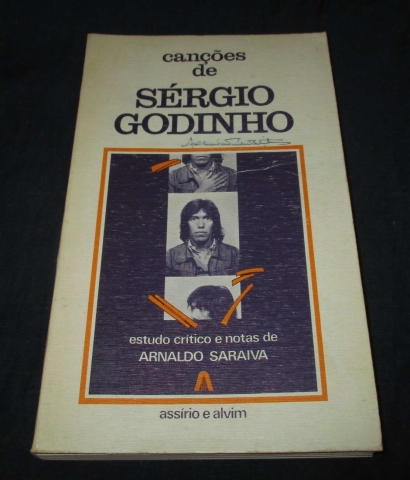 canções
de
SÉRGIO
GODINHO
estudo crítico e notas de
ARNALDO SARAIVA
assírio e alvim